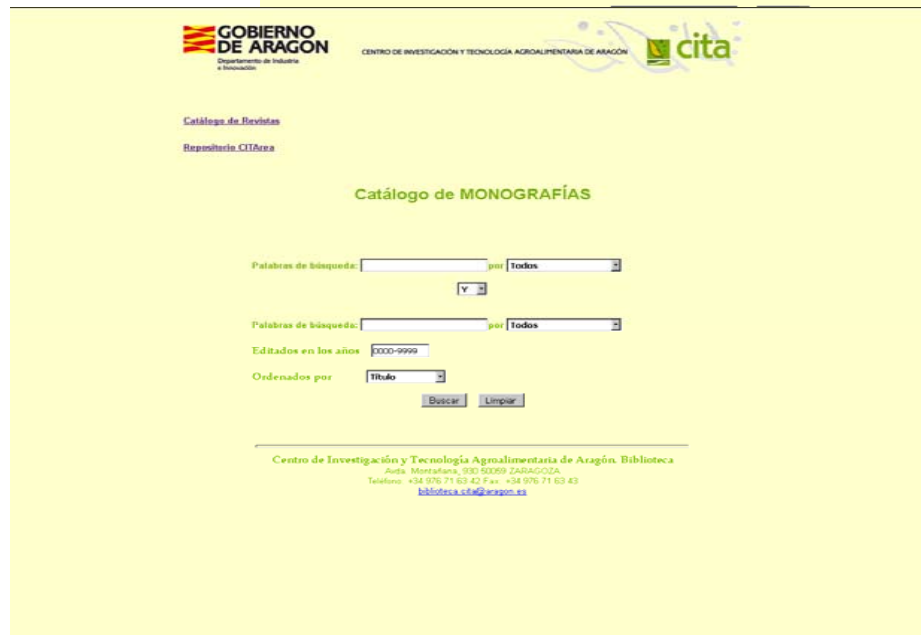 GOBIERNO
DE ARAGON
Departamento de Industria
e Innovación
CENTRO DE INVESTIGACIÓN Y TECNOLOGÍA AGROALIMENTARIA DE ARAGÓN
cita
Catálogo de Revistas
Repositorio CITArea
Catálogo de MONOGRAFÍAS
Palabras de búsqueda: por Todos
Y
Palabras de búsqueda: por Todos
Editados en los años 0000-9999
Ordenados por Título
Buscar Limpiar
Centro de Investigación y Tecnología Agroalimentaria de Aragón. Biblioteca
Avda. Montañana, 930 50059 ZARAGOZA
Teléfono: +34 976 71 63 42 Fax: +34 976 71 63 43
biblioteca.cita@aragon.es